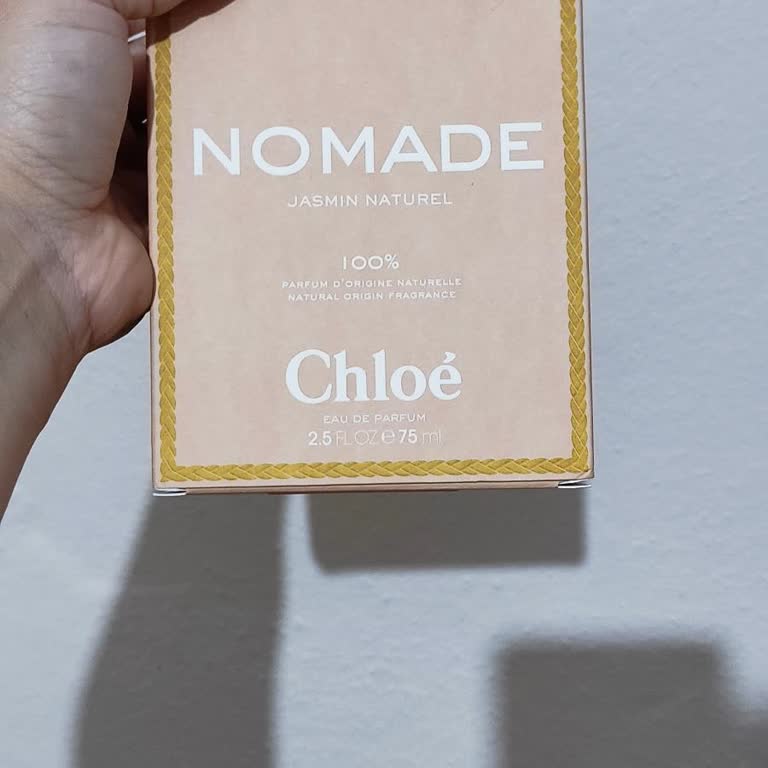 NOMADE
JASMIN NATUREL
100%
PARFUM D'ORIGINE NATURELLE
NATURAL ORIGIN FRAGRANCE
Chloé
EAU DE PARFUM
2.5 FL OZ e 75 ml